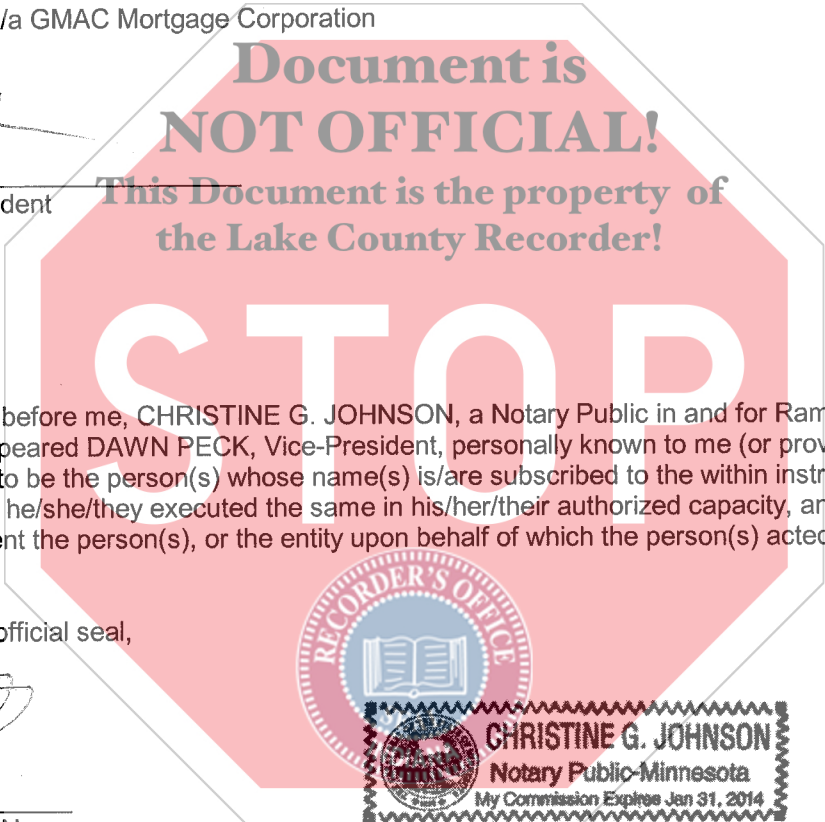 /a GMAC Mortgage Corporation
Document is
NOT OFFICIAL!
This Document is the property of
the Lake County Recorder!
dent
STOP
before me, CHRISTINE G. JOHNSON, a Notary Public in and for Ram
peared DAWN PECK, Vice-President, personally known to me (or prov
to be the person(s) whose name(s) is/are subscribed to the within instr
he/she/they executed the same in his/her/their authorized capacity, an
nt the person(s), or the entity upon behalf of which the person(s) acted
RECORDER'S OFFICE
official seal,
CHRISTINE G. JOHNSON
Notary Public-Minnesota
My Commission Expires Jan 31, 2014